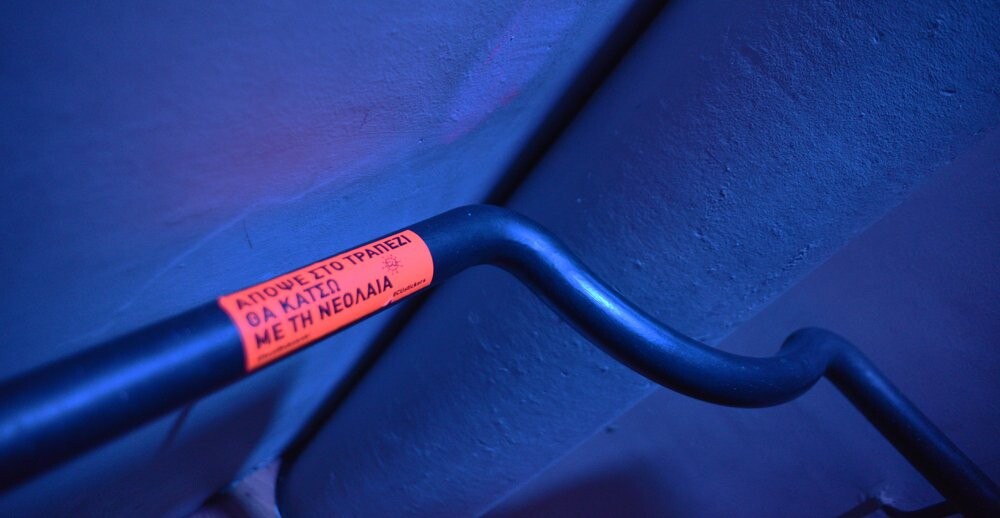 ΑΠΟΨΕ ΣΤΟ ΤΡΑΠΕΖΙ
ΘΑ ΚΑΤΣΩ
ΜΕ ΤΗ ΝΕΟΛΑΙΑ